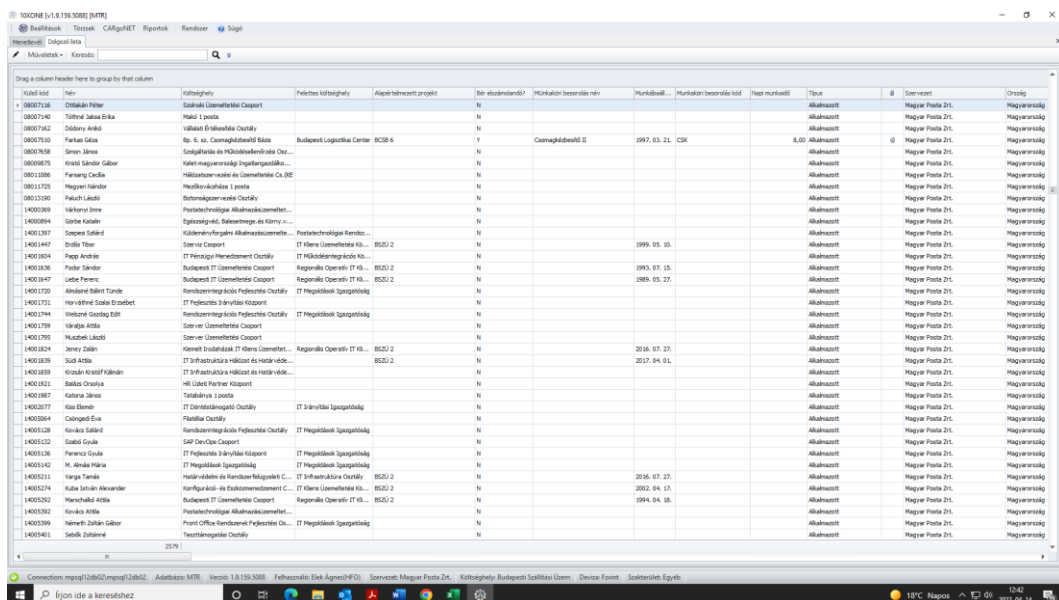 10XONE [v1.9.159.5088] [MTR]
Beállítások Törzsek CARgoNET Riportok Rendszer Súgó
Menetlevél Dolgozó lista
Műveletek Keresés:
Drag a column header here to group by that column
Külső kód Név Költséghely Felettes költséghely Alapértelmezett projekt Bér elszámolandó? Munkaköri besorolás név Munkábaáll... Munkaköri besorolás kód Napi munkaidő Típus Szervezet Ország
08007116 Ottlakán Péter Szolnoki Üzemeltetési Csoport N Alkalmazott Magyar Posta Zrt. Magyarország
08007140 Tóthné Jaksa Erika Makó 1 posta N Alkalmazott Magyar Posta Zrt. Magyarország
08007162 Dódony Anikó Vállalati Értékesítési Osztály N Alkalmazott Magyar Posta Zrt. Magyarország
08007510 Farkas Géza Bp. 6. sz. Csomagkézbesítő Bázis Budapesti Logisztikai Center BCSB 6 Y Csomagkézbesítő II 1997. 03. 21. CSK 8,00 Alkalmazott Magyar Posta Zrt. Magyarország
08007658 Simon János Szolgáltatás és Működésellenőrzési Osz... N Alkalmazott Magyar Posta Zrt. Magyarország
08009875 Kristó Sándor Gábor Kelet-magyarországi Ingatlangazdálko... N Alkalmazott Magyar Posta Zrt. Magyarország
08011086 Farsang Cecília Hálózatszervezési és Üzemeltetési Cs.(KE N Alkalmazott Magyar Posta Zrt. Magyarország
08011725 Megyeri Nándor Mezőkovácsháza 1 posta N Alkalmazott Magyar Posta Zrt. Magyarország
08013190 Paluch László Biztonságszervezési Osztály N Alkalmazott Magyar Posta Zrt. Magyarország
14000369 Várkonyi Imre Postatechnológiai Alkalmazásüzemeltet... N Alkalmazott Magyar Posta Zrt. Magyarország
14000894 Görbe Katalin Egészségvéd, Balesetmege.és Körny.v... N Alkalmazott Magyar Posta Zrt. Magyarország
14001397 Szepesi Szilárd Küldeményforgalmi Alkalmazásüzemelte... Postatechnológiai Rendsz... N Alkalmazott Magyar Posta Zrt. Magyarország
14001447 Erdős Tibor Szerviz Csoport IT Kliens Üzemeltetési Kö... BSZÜ 2 N 1999. 05. 10. Alkalmazott Magyar Posta Zrt. Magyarország
14001604 Papp András IT Pénzügyi Menedzsment Osztály IT Működésintegrációs Kö... N Alkalmazott Magyar Posta Zrt. Magyarország
14001636 Fodor Sándor Budapesti IT Üzemeltetési Csoport Regionális Operatív IT Kli... BSZÜ 2 N 1993. 07. 15. Alkalmazott Magyar Posta Zrt. Magyarország
14001647 Liebe Ferenc Budapesti IT Üzemeltetési Csoport Regionális Operatív IT Kli... BSZÜ 2 N 1989. 05. 27. Alkalmazott Magyar Posta Zrt. Magyarország
14001720 Almásiné Bálint Tünde Rendszerintegrációs Fejlesztési Osztály IT Megoldások Igazgatóság N Alkalmazott Magyar Posta Zrt. Magyarország
14001731 Horváthné Szalai Erzsébet IT Fejlesztés Irányítási Központ N Alkalmazott Magyar Posta Zrt. Magyarország
14001744 Welszné Gazdag Edit Rendszerintegrációs Fejlesztési Osztály IT Megoldások Igazgatóság N Alkalmazott Magyar Posta Zrt. Magyarország
14001759 Váraljai Attila Szerver Üzemeltetési Csoport N Alkalmazott Magyar Posta Zrt. Magyarország
14001795 Muszbek László Szerver Üzemeltetési Csoport N Alkalmazott Magyar Posta Zrt. Magyarország
14001824 Jeney Zalán Kiemelt Irodaházak IT Kliens Üzemeltet... Regionális Operatív IT Kli... BSZÜ 2 N 2016. 07. 27. Alkalmazott Magyar Posta Zrt. Magyarország
14001839 Südi Attila IT Infrastruktúra Hálózat és Határvéde... BSZÜ 2 N 2017. 04. 01. Alkalmazott Magyar Posta Zrt. Magyarország
14001859 Krizsán Kristóf Kálmán IT Infrastruktúra Hálózat és Határvéde... N Alkalmazott Magyar Posta Zrt. Magyarország
14001921 Balázs Orsolya HR Üzleti Partner Központ N Alkalmazott Magyar Posta Zrt. Magyarország
14001987 Katona János Tatabánya 1 posta N Alkalmazott Magyar Posta Zrt. Magyarország
14002077 Kiss Elemér IT Döntéstámogató Osztály IT Irányítási Igazgatóság N Alkalmazott Magyar Posta Zrt. Magyarország
14005064 Csöngedi Éva Filatéliai Osztály N Alkalmazott Magyar Posta Zrt. Magyarország
14005128 Kovács Szilárd Rendszerintegrációs Fejlesztési Osztály IT Megoldások Igazgatóság N Alkalmazott Magyar Posta Zrt. Magyarország
14005132 Szabó Gyula SAP DevOps Csoport N Alkalmazott Magyar Posta Zrt. Magyarország
14005136 Ferencz Gyula IT Fejlesztés Irányítási Központ IT Megoldások Igazgatóság N Alkalmazott Magyar Posta Zrt. Magyarország
14005142 M. Almási Mária IT Megoldások Igazgatóság IT Megoldások Igazgatóság N Alkalmazott Magyar Posta Zrt. Magyarország
14005211 Varga Tamás Határvédelmi és Rendszerfelügyeleti C... IT Infrastruktúra Osztály BSZÜ 2 N 2016. 07. 27. Alkalmazott Magyar Posta Zrt. Magyarország
14005274 Kuba István Alexander Konfiguráció- és Eszközmenedzsment C... IT Kliens Üzemeltetési Kö... BSZÜ 2 N 2002. 04. 17. Alkalmazott Magyar Posta Zrt. Magyarország
14005292 Marschalkó Attila Budapesti IT Üzemeltetési Csoport Regionális Operatív IT Kli... BSZÜ 2 N 1994. 04. 18. Alkalmazott Magyar Posta Zrt. Magyarország
14005392 Kovács Attila Postatechnológiai Alkalmazásüzemeltet... N Alkalmazott Magyar Posta Zrt. Magyarország
14005399 Németh Zoltán Gábor Front Office Rendszerek Fejlesztési Os... IT Megoldások Igazgatóság N Alkalmazott Magyar Posta Zrt. Magyarország
14005401 Sebők Zoltánné Teszttámogatási Osztály N Alkalmazott Magyar Posta Zrt. Magyarország
2579
Connection: mpsql12db02\mpsql12db02 Adatbázis: MTR Verzió: 1.9.159.5088 Felhasználó: Elek Ágnes(HFO) Szervezet: Magyar Posta Zrt. Költséghely: Budapesti Szállítási Üzem Deviza: Forint Szakterület: Egyéb
Írjon ide a kereséshez 18°C Napos 12:42
2022. 04. 14.